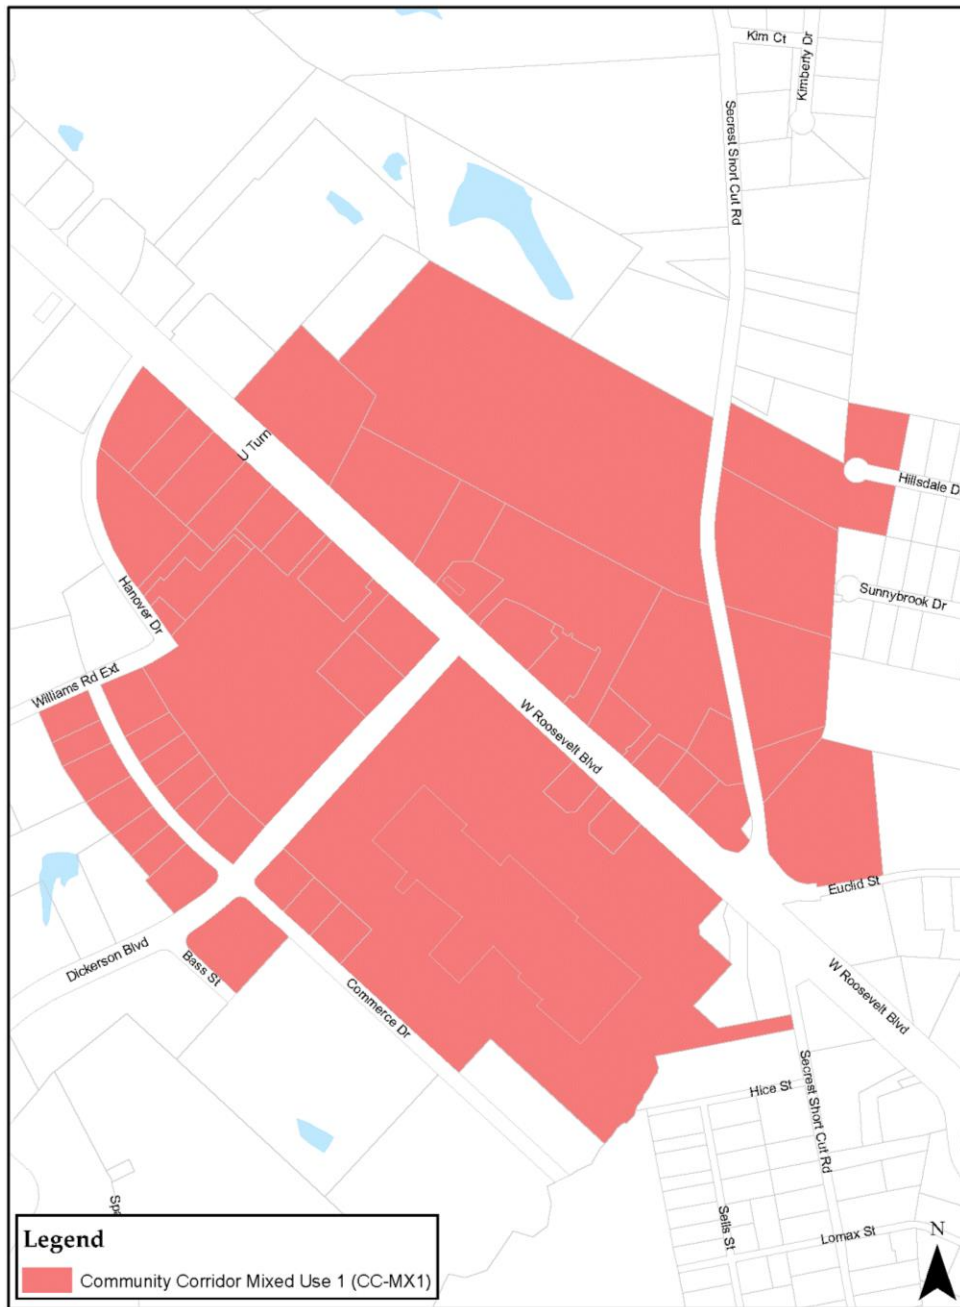 Kim Ct
Kimberly Dr
Secrest Short Cut Rd
U Turn
Hillsdale D
Sunnybrook Dr
Hanover Dr
Williams Rd Ext
W Roosevelt Blvd
Euclid St
Dickerson Blvd
Bass St
Commerce Dr
W Roosevelt Blvd
Hice St
Secrest Short Cut Rd
Sells St
Lomax St
N
Legend
Community Corridor Mixed Use 1 (CC-MX1)